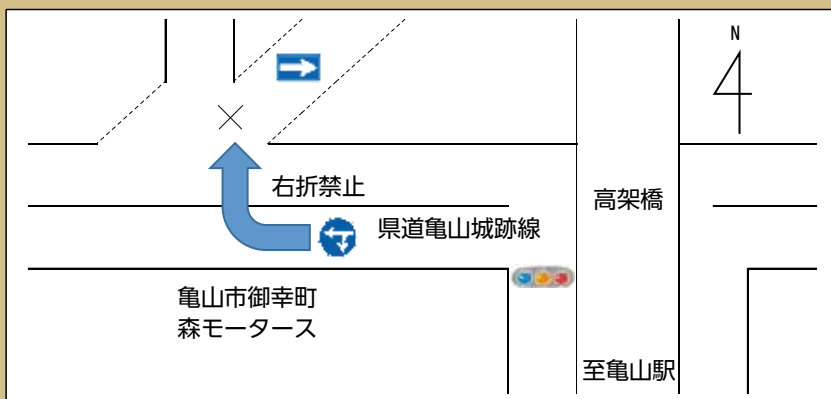 N
右折禁止
高架橋
県道亀山城跡線
亀山市御幸町
森モータース
至亀山駅